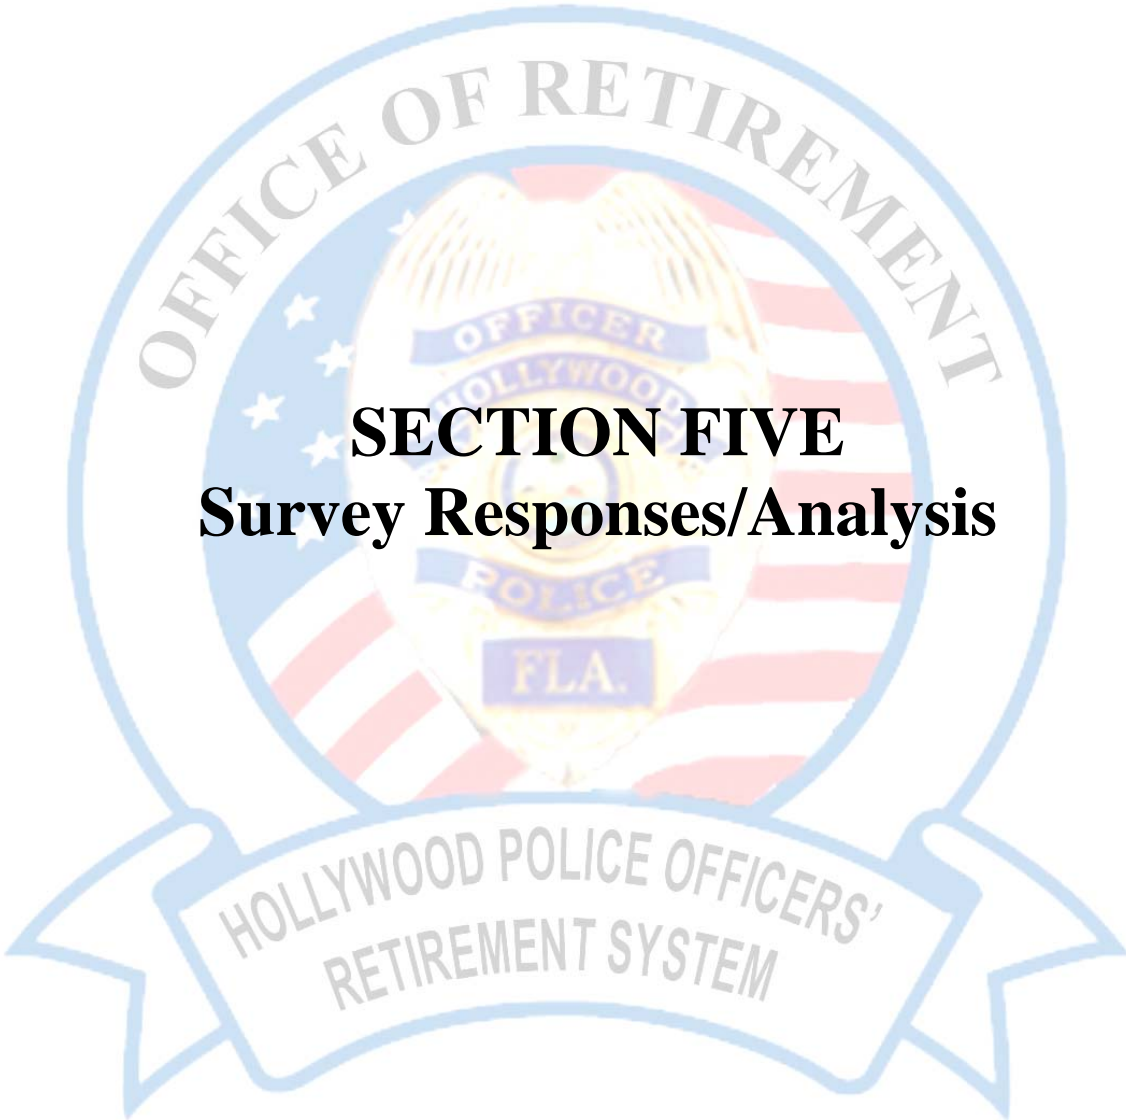 OFFICE OF RETIREMENT
OFFICER
HOLLYWOOD
SECTION FIVE
Survey Responses/Analysis
POLICE
FLA.
HOLLYWOOD POLICE OFFICERS'
RETIREMENT SYSTEM